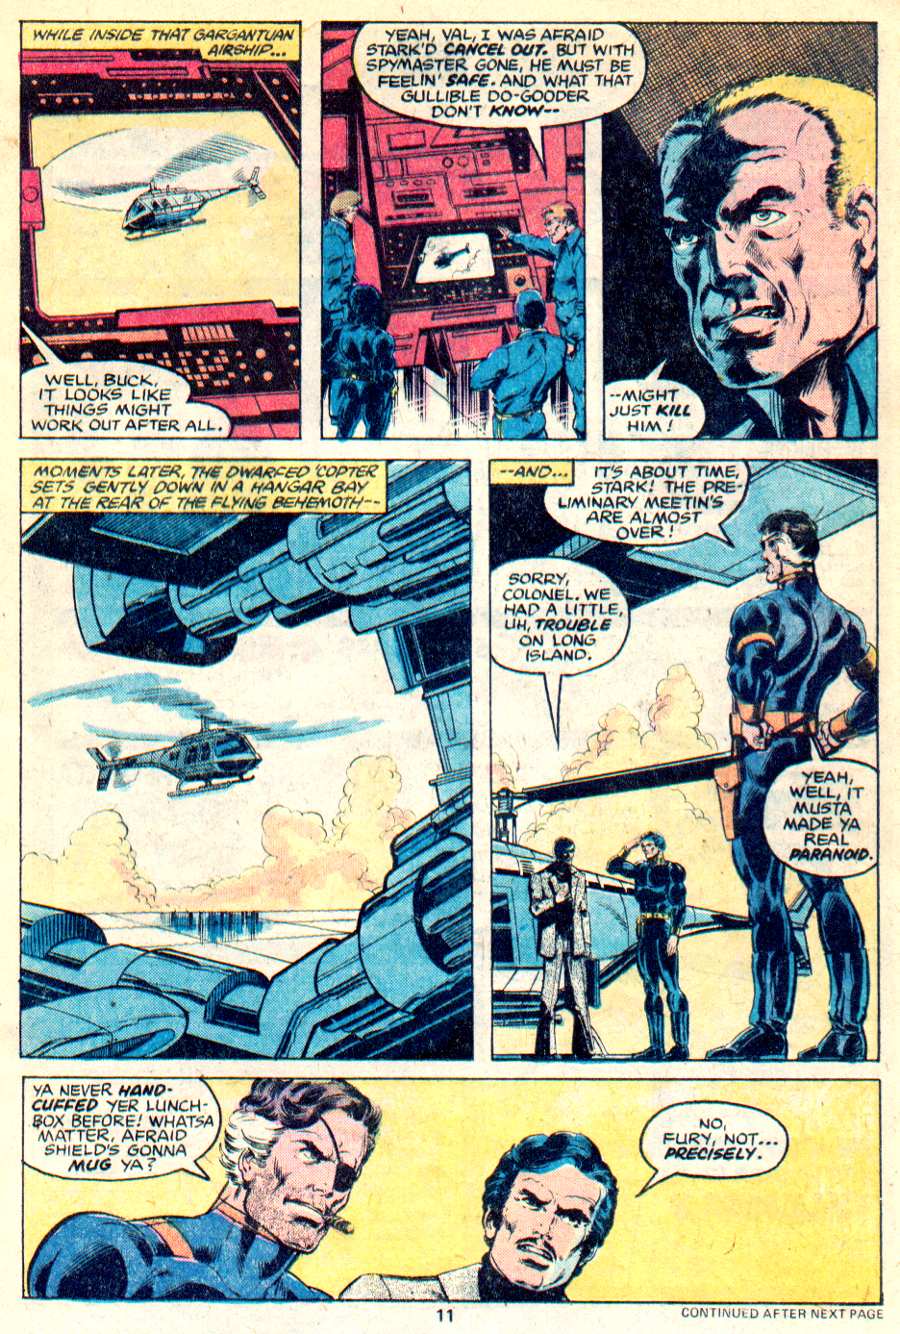 WHILE INSIDE THAT GARGANTUAN
AIRSHIP...
WELL, BUCK,
IT LOOKS LIKE
THINGS MIGHT
WORK OUT AFTER ALL.
YEAH, VAL, I WAS AFRAID
STARK'D CANCEL OUT. BUT WITH
SPYMASTER GONE, HE MUST BE
FEELIN' SAFE. AND WHAT THAT
GULLIBLE DO-GOODER
DON'T KNOW--
--MIGHT
JUST KILL
HIM!
MOMENTS LATER, THE DWARFED 'COPTER
SETS GENTLY DOWN IN A HANGAR BAY
AT THE REAR OF THE FLYING BEHEMOTH--
--AND...
IT'S ABOUT TIME,
STARK! THE PRE-
LIMINARY MEETIN'S
ARE ALMOST
OVER!
SORRY,
COLONEL. WE
HAD A LITTLE,
UH, TROUBLE
ON LONG
ISLAND.
YEAH,
WELL, IT
MUSTA
MADE YA
REAL
PARANOID.
YA NEVER HAND-
CUFFED YER LUNCH-
BOX BEFORE! WHATSA
MATTER, AFRAID
SHIELD'S GONNA
MUG YA?
NO,
FURY, NOT...
PRECISELY.
11
CONTINUED AFTER NEXT PAGE